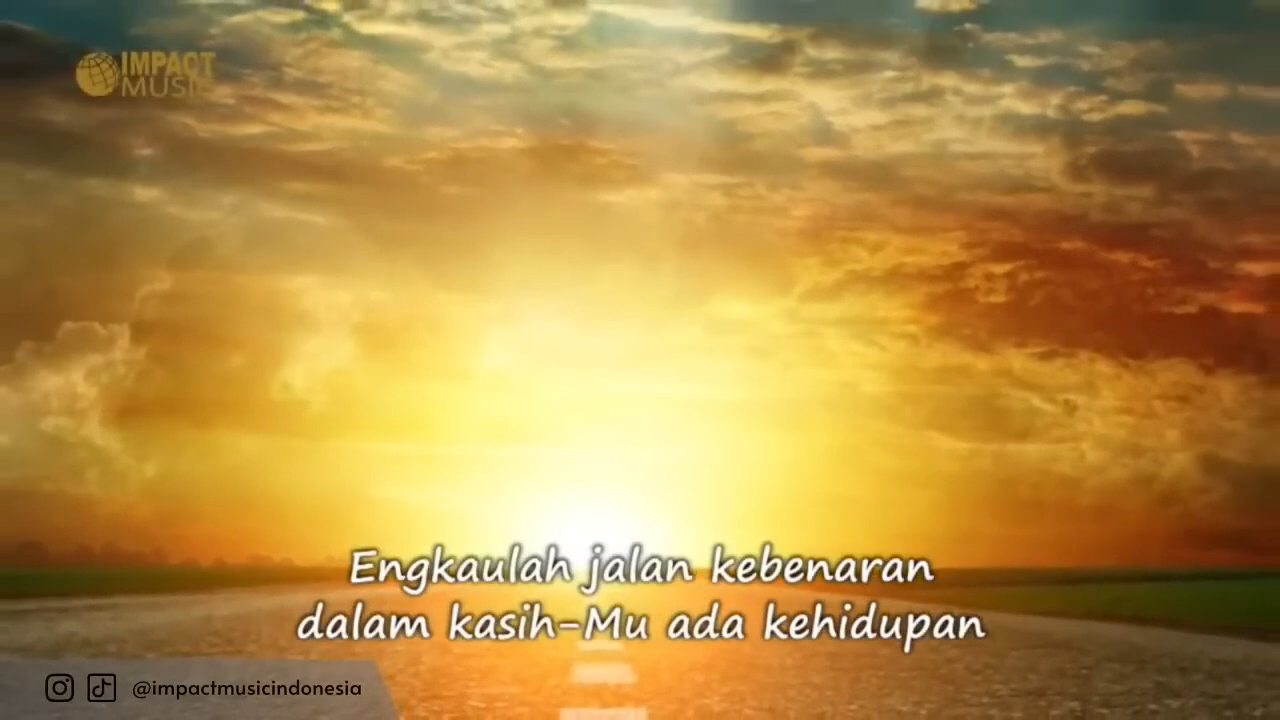 IMPACT
MUSIC
Engkaulah jalan kebenaran
dalam kasih-Mu ada kehidupan
@impactmusicindonesia